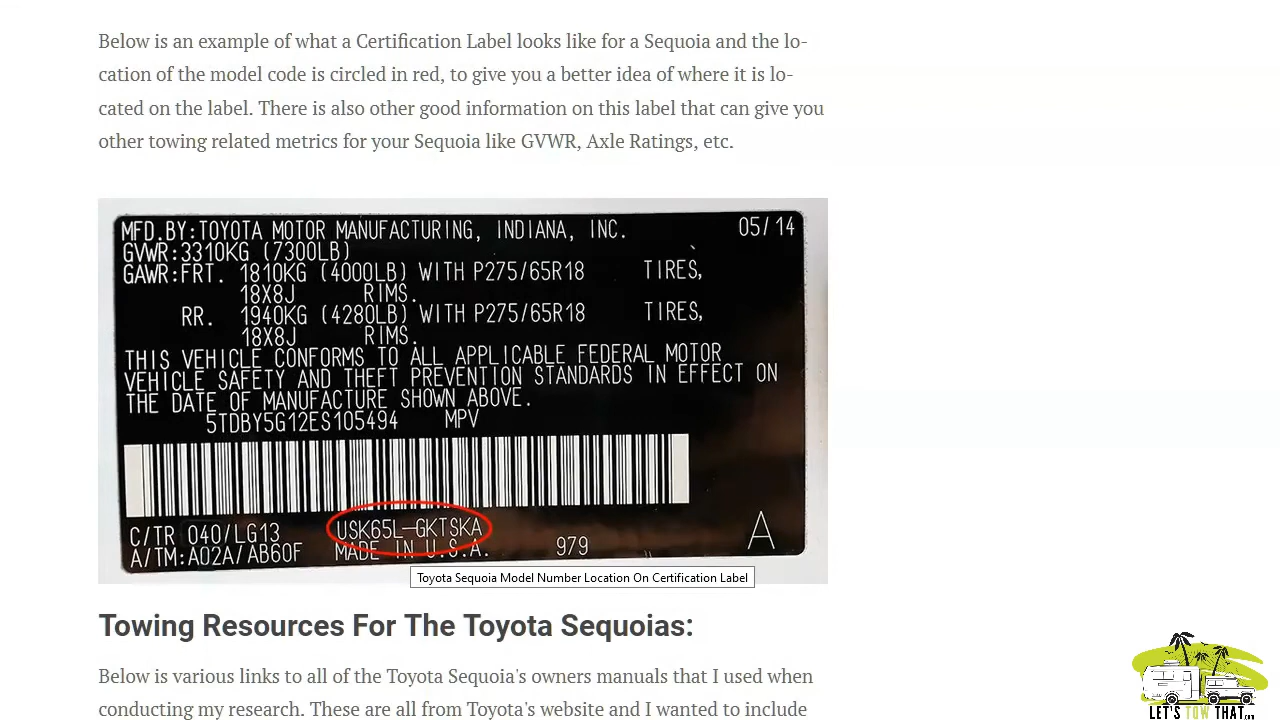 Below is an example of what a Certification Label looks like for a Sequoia and the lo-
cation of the model code is circled in red, to give you a better idea of where it is lo-
cated on the label. There is also other good information on this label that can give you
other towing related metrics for your Sequoia like GVWR, Axle Ratings, etc.
MFD.BY:TOYOTA MOTOR MANUFACTURING, INDIANA, INC. 05/14
GVWR:3310KG (7300LB)
GAWR:FRT. 1810KG (4000LB) WITH P275/65R18 TIRES,
18X8J RIMS.
RR. 1940KG (4280LB) WITH P275/65R18 TIRES,
18X8J RIMS.
THIS VEHICLE CONFORMS TO ALL APPLICABLE FEDERAL MOTOR
VEHICLE SAFETY AND THEFT PREVENTION STANDARDS IN EFFECT ON
THE DATE OF MANUFACTURE SHOWN ABOVE.
5TDBY5G12ES105494 MPV
C/TR 040/LG13 USK65L-GKTSKA
A/TM:A02A/AB60F MADE IN U.S.A. 979 A
Toyota Sequoia Model Number Location On Certification Label
Towing Resources For The Toyota Sequoias:
Below is various links to all of the Toyota Sequoia's owners manuals that I used when
conducting my research. These are all from Toyota's website and I wanted to include
LET'S TOW THAT